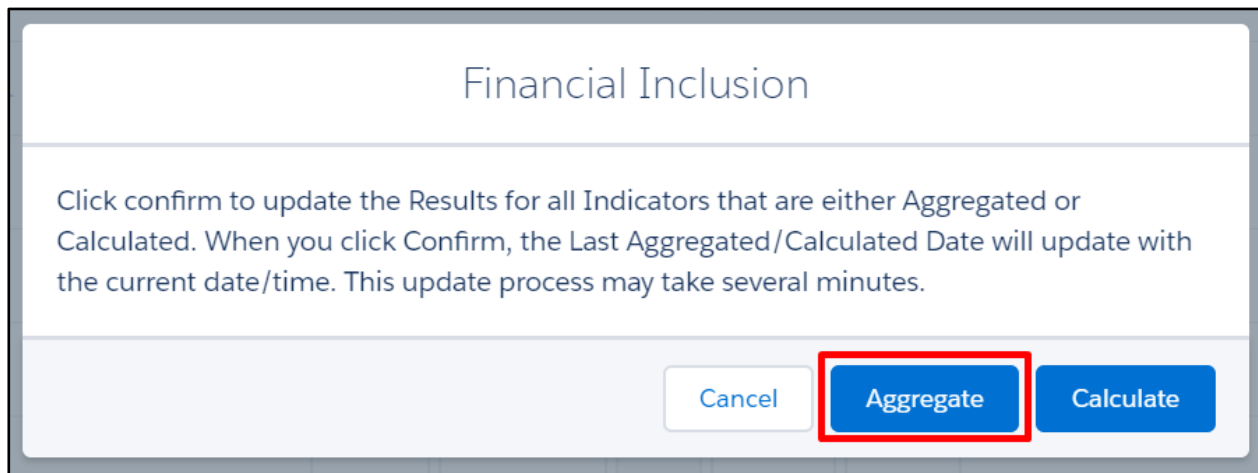 Financial Inclusion
Click confirm to update the Results for all Indicators that are either Aggregated or
Calculated. When you click Confirm, the Last Aggregated/Calculated Date will update with
the current date/time. This update process may take several minutes.
Cancel Aggregate Calculate